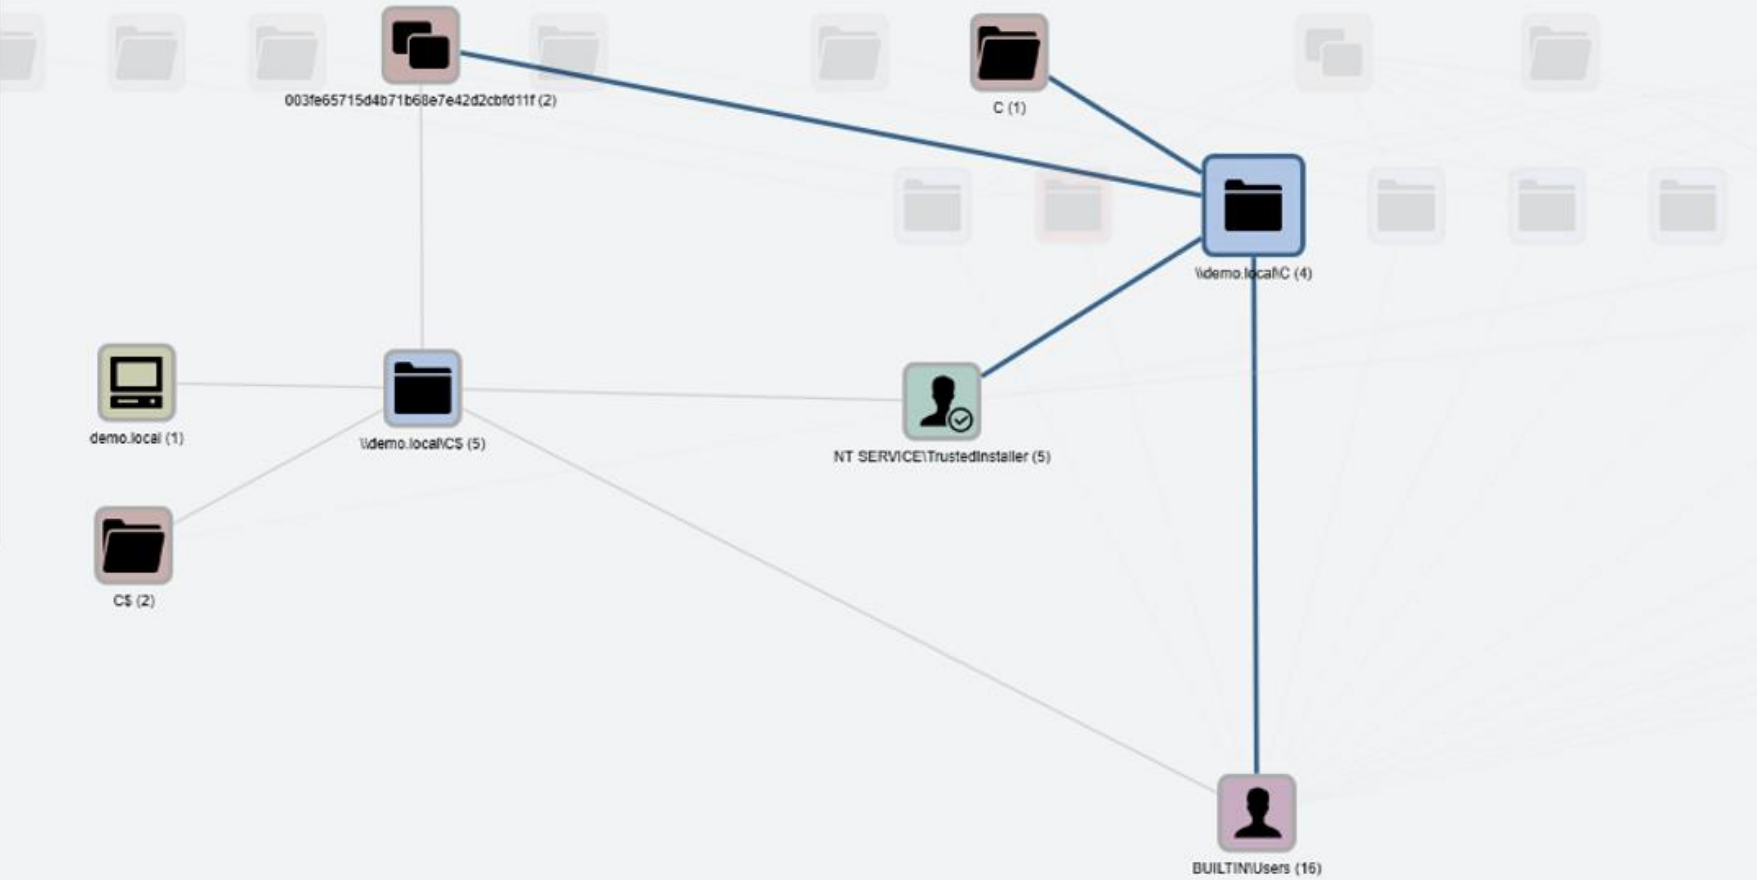 003fe65715d4b71b68e7e42d2cbfd11f (2)
C (1)
\\demo.local\C (4)
demo.local (1)
\\demo.local\C$ (5)
NT SERVICE\TrustedInstaller (5)
C$ (2)
BUILTIN\Users (16)